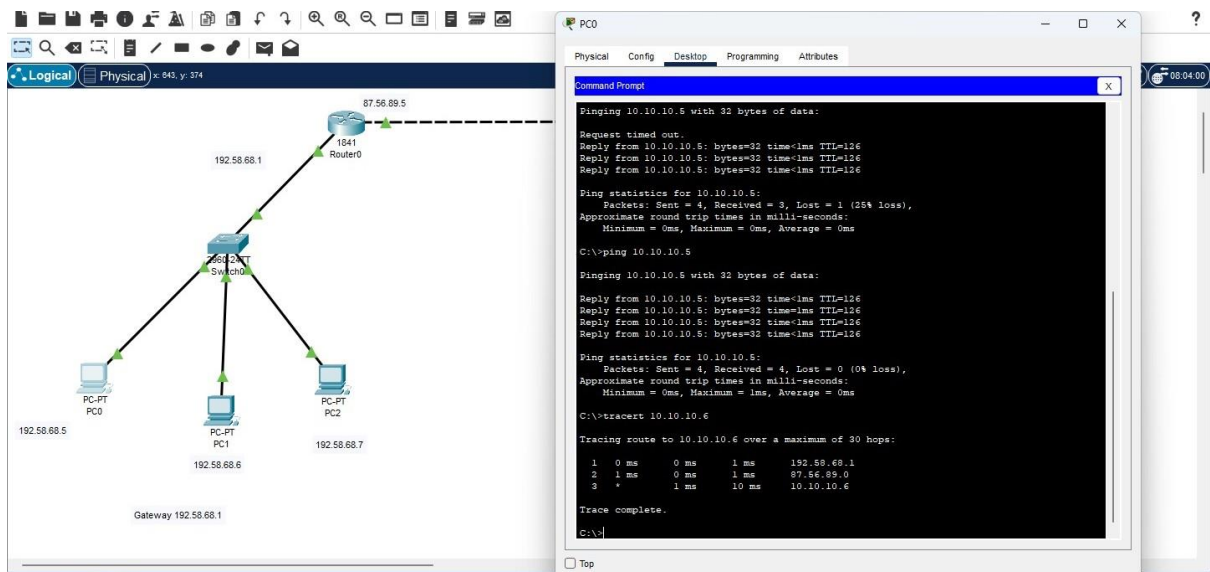 Logical
Physical
x: 643, y: 374
08:04:00
?
87.56.89.5
1841
Router0
192.58.68.1
2960-24TT
Switch0
PC-PT
PC0
192.58.68.5
PC-PT
PC1
192.58.68.6
PC-PT
PC2
192.58.68.7
Gateway 192.58.68.1
PC0
Physical Config Desktop Programming Attributes
Command Prompt
X
Pinging 10.10.10.5 with 32 bytes of data:
Request timed out.
Reply from 10.10.10.5: bytes=32 time<1ms TTL=126
Reply from 10.10.10.5: bytes=32 time<1ms TTL=126
Reply from 10.10.10.5: bytes=32 time<1ms TTL=126
Ping statistics for 10.10.10.5:
Packets: Sent = 4, Received = 3, Lost = 1 (25% loss),
Approximate round trip times in milli-seconds:
Minimum = 0ms, Maximum = 0ms, Average = 0ms
C:\>ping 10.10.10.5
Pinging 10.10.10.5 with 32 bytes of data:
Reply from 10.10.10.5: bytes=32 time<1ms TTL=126
Reply from 10.10.10.5: bytes=32 time=1ms TTL=126
Reply from 10.10.10.5: bytes=32 time<1ms TTL=126
Reply from 10.10.10.5: bytes=32 time<1ms TTL=126
Ping statistics for 10.10.10.5:
Packets: Sent = 4, Received = 4, Lost = 0 (0% loss),
Approximate round trip times in milli-seconds:
Minimum = 0ms, Maximum = 1ms, Average = 0ms
C:\>tracert 10.10.10.6
Tracing route to 10.10.10.6 over a maximum of 30 hops:
1 0 ms 0 ms 1 ms 192.58.68.1
2 1 ms 0 ms 1 ms 87.56.89.0
3 * 1 ms 10 ms 10.10.10.6
Trace complete.
C:\>
Top